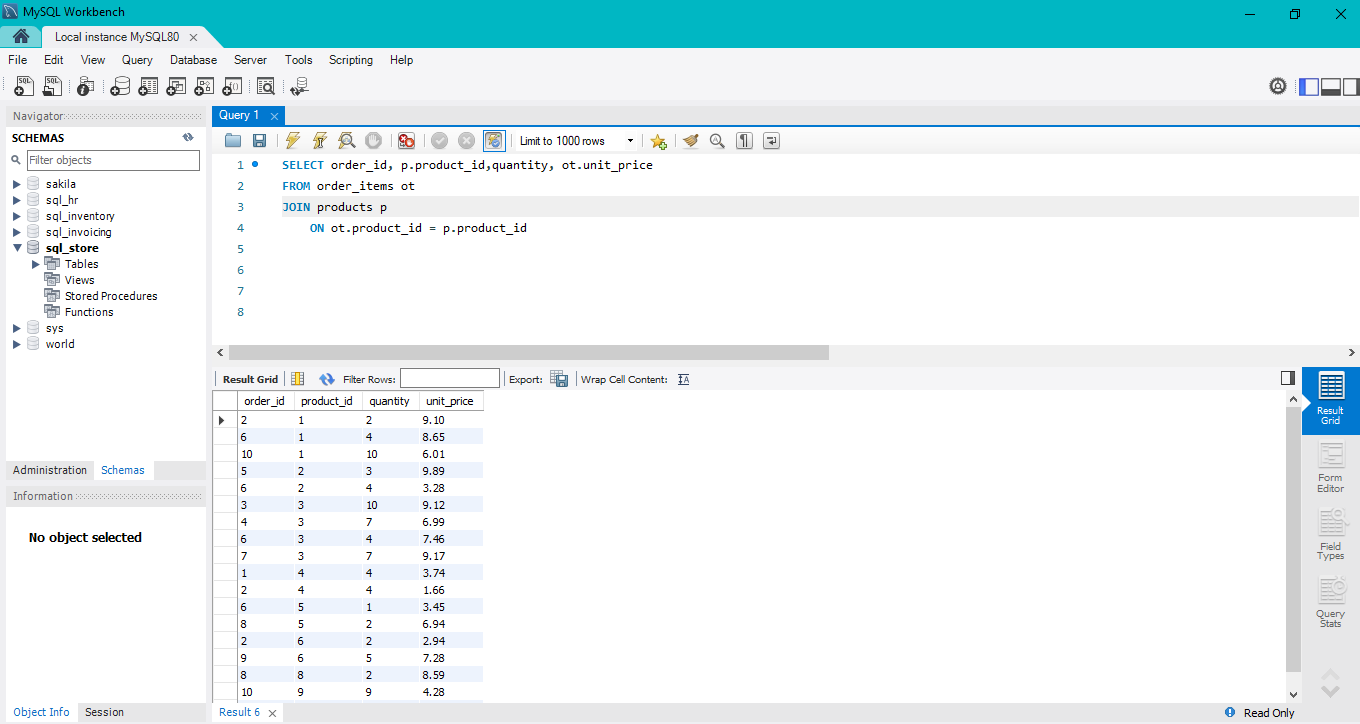 MySQL Workbench
Local instance MySQL80
File Edit View Query Database Server Tools Scripting Help
Navigator
SCHEMAS
Filter objects
sakila
sql_hr
sql_inventory
sql_invoicing
sql_store
Tables
Views
Stored Procedures
Functions
sys
world
Administration Schemas
Information
No object selected
Object Info Session
Query 1
Limit to 1000 rows
1 SELECT order_id, p.product_id,quantity, ot.unit_price
2 FROM order_items ot
3 JOIN products p
4 ON ot.product_id = p.product_id
5
6
7
8
Result Grid Filter Rows: Export: Wrap Cell Content:
order_id product_id quantity unit_price
2 1 2 9.10
6 1 4 8.65
10 1 10 6.01
5 2 3 9.89
6 2 4 3.28
3 3 10 9.12
4 3 7 6.99
6 3 4 7.46
7 3 7 9.17
1 4 4 3.74
2 4 4 1.66
6 5 1 3.45
8 5 2 6.94
2 6 2 2.94
9 6 5 7.28
8 8 2 8.59
10 9 9 4.28
Result
Grid
Form
Editor
Field
Types
Query
Stats
Result 6
Read Only